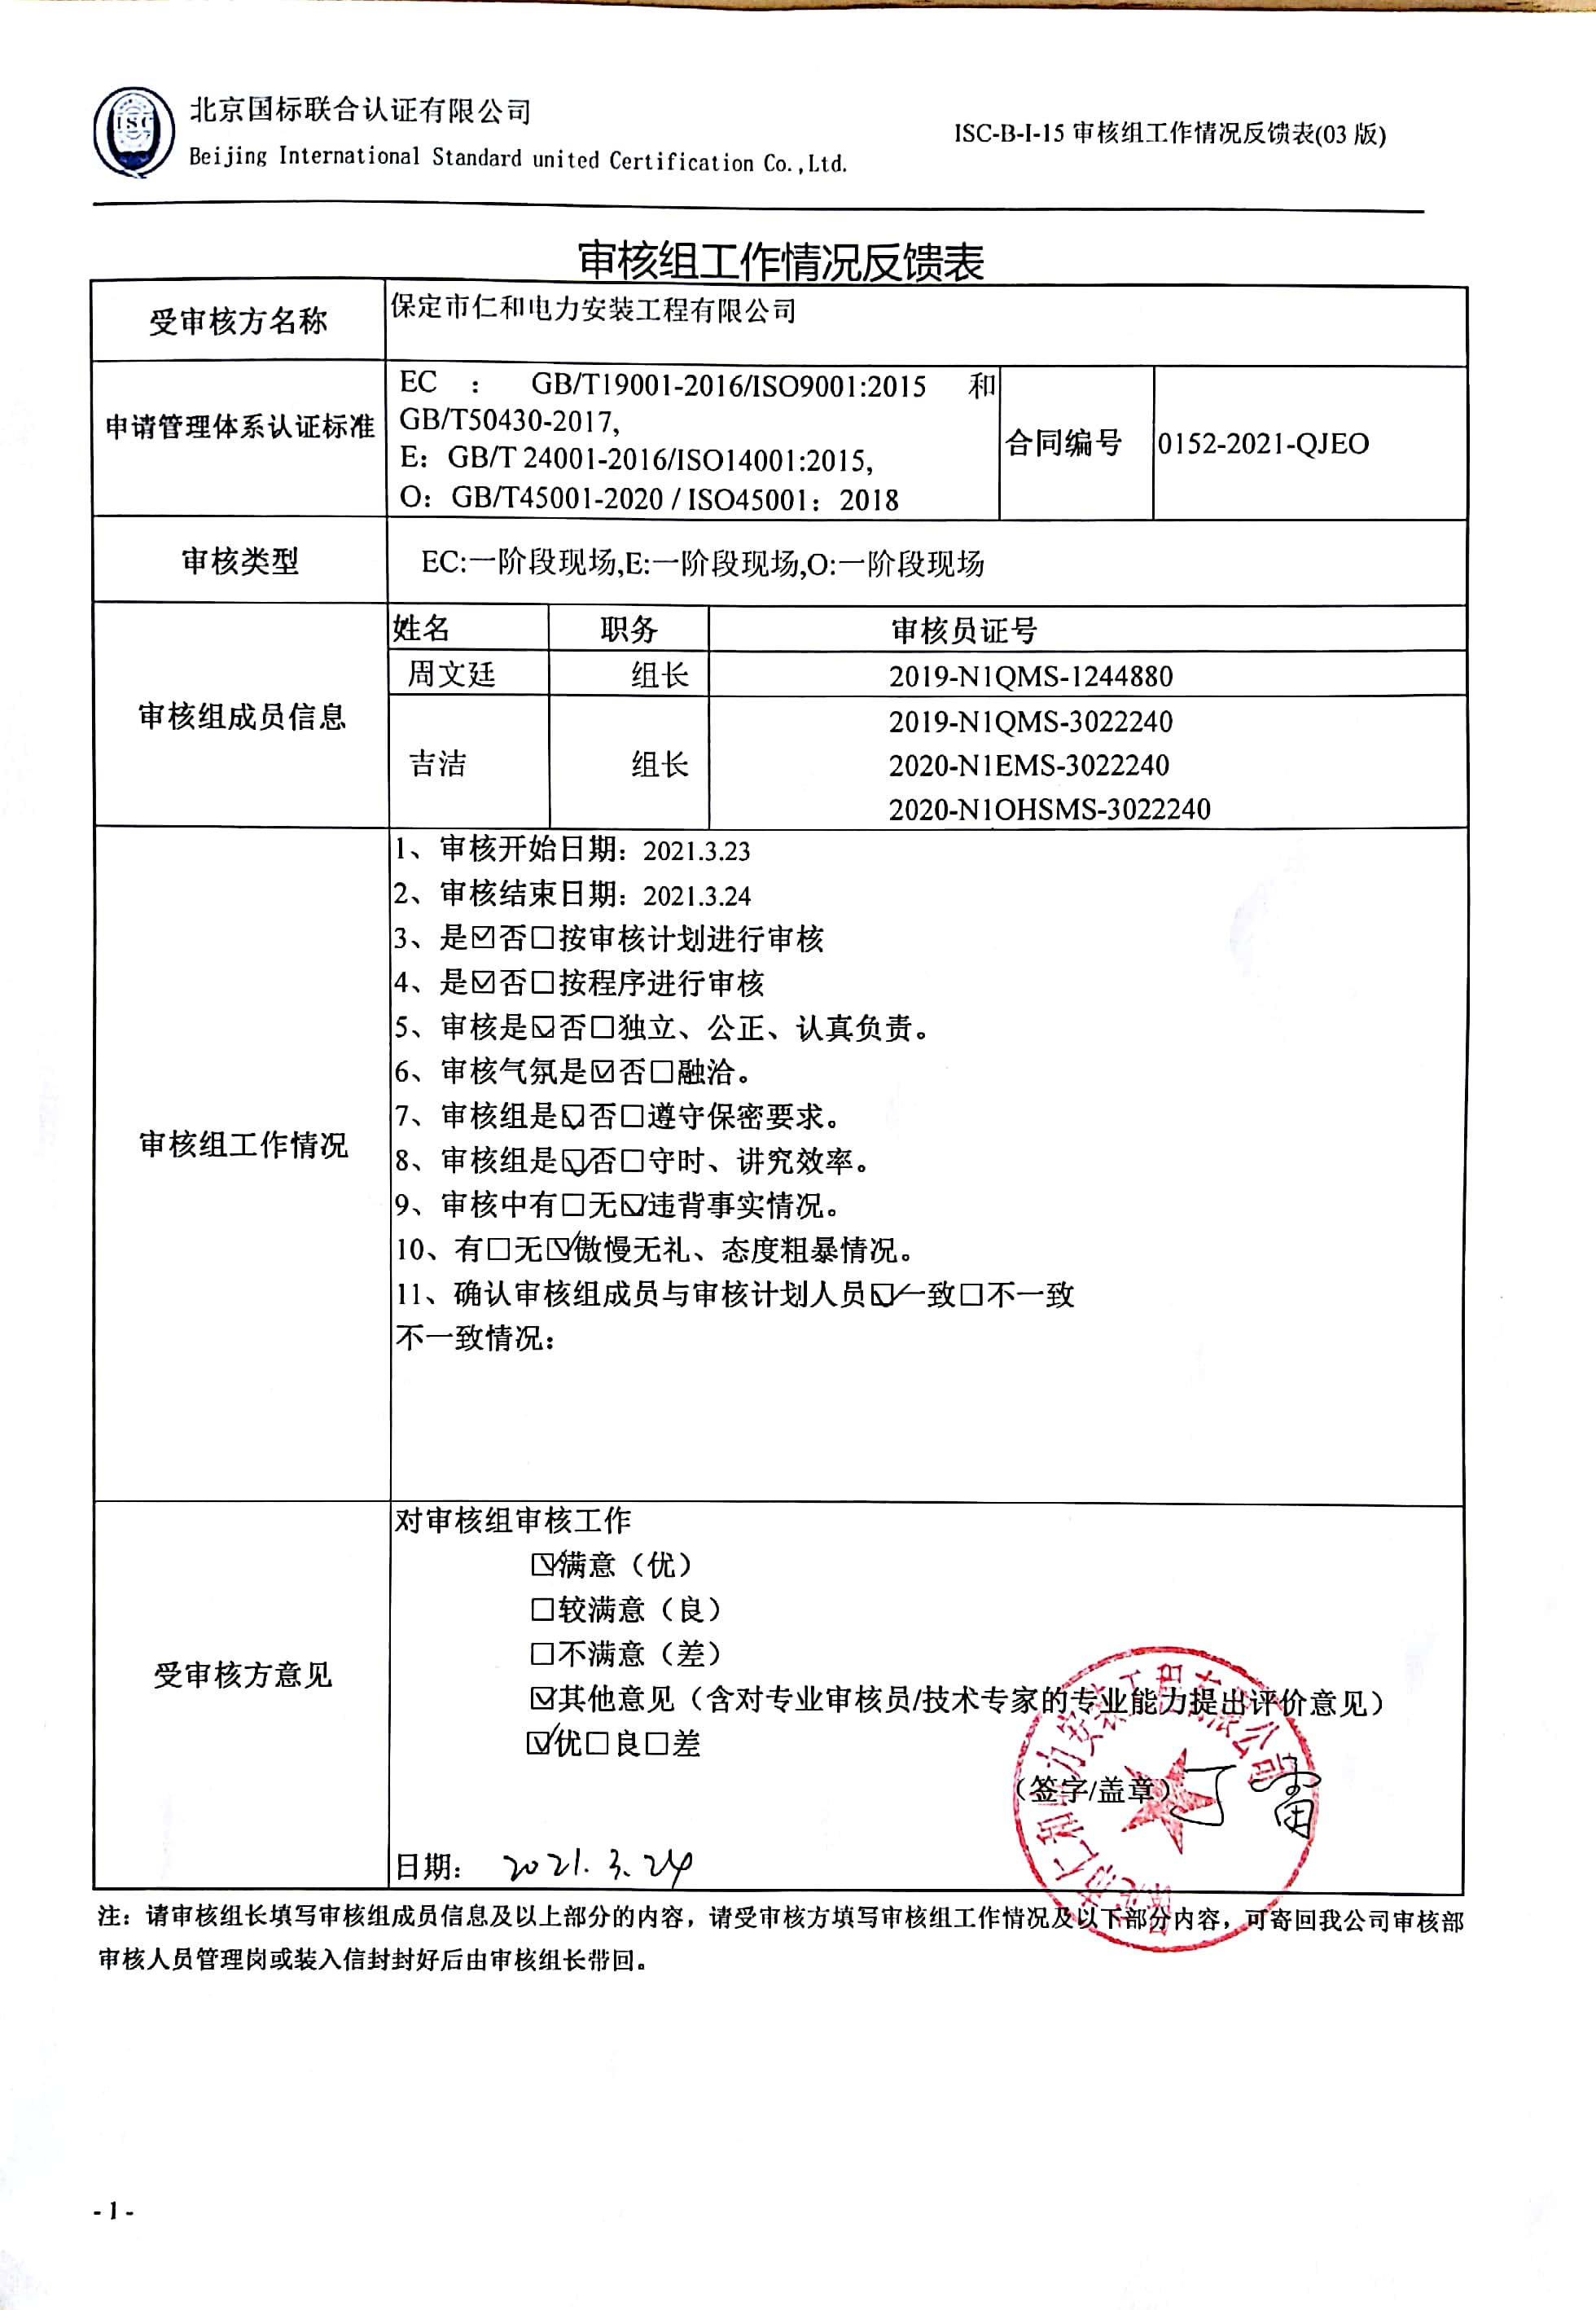 ISC
北京国标联合认证有限公司
Beijing International Standard united Certification Co.,Ltd.
ISC-B-I-15 审核组工作情况反馈表(03 版)
审核组工作情况反馈表
受审核方名称
保定市仁和电力安装工程有限公司
申请管理体系认证标准
EC : GB/T19001-2016/ISO9001:2015 和
GB/T50430-2017,
E：GB/T 24001-2016/ISO14001:2015,
O：GB/T45001-2020 / ISO45001：2018
合同编号
0152-2021-QJEO
审核类型
EC:一阶段现场,E:一阶段现场,O:一阶段现场
审核组成员信息
姓名 职务 审核员证号
周文廷 组长 2019-N1QMS-1244880
吉洁 组长
2019-N1QMS-3022240
2020-N1EMS-3022240
2020-N1OHSMS-3022240
审核组工作情况
1、审核开始日期：2021.3.23
2、审核结束日期：2021.3.24
3、是☑否□按审核计划进行审核
4、是☑否□按程序进行审核
5、审核是☑否□独立、公正、认真负责。
6、审核气氛是☑否□融洽。
7、审核组是☑否□遵守保密要求。
8、审核组是☑否□守时、讲究效率。
9、审核中有□无☑违背事实情况。
10、有□无☑傲慢无礼、态度粗暴情况。
11、确认审核组成员与审核计划人员☑一致□不一致
不一致情况：
受审核方意见
对审核组审核工作
☑满意（优）
□较满意（良）
□不满意（差）
☑其他意见（含对专业审核员/技术专家的专业能力提出评价意见）
☑优□良□差
（签字/盖章）
保定市仁和电力安装工程有限公司
日期： 2021.3.24
注：请审核组长填写审核组成员信息及以上部分的内容，请受审核方填写审核组工作情况及以下部分内容，可寄回我公司审核部
审核人员管理岗或装入信封封好后由审核组长带回。
- 1 -